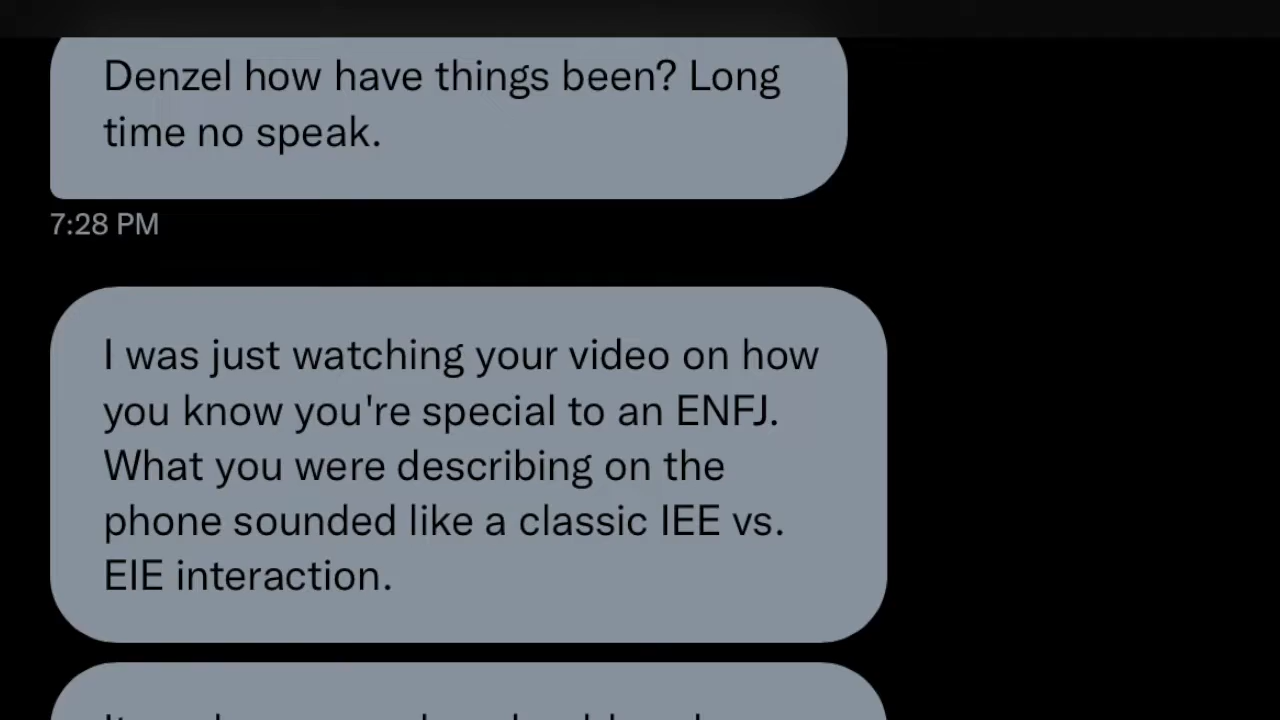 Denzel how have things been? Long
time no speak.
7:28 PM
I was just watching your video on how
you know you're special to an ENFJ.
What you were describing on the
phone sounded like a classic IEE vs.
EIE interaction.